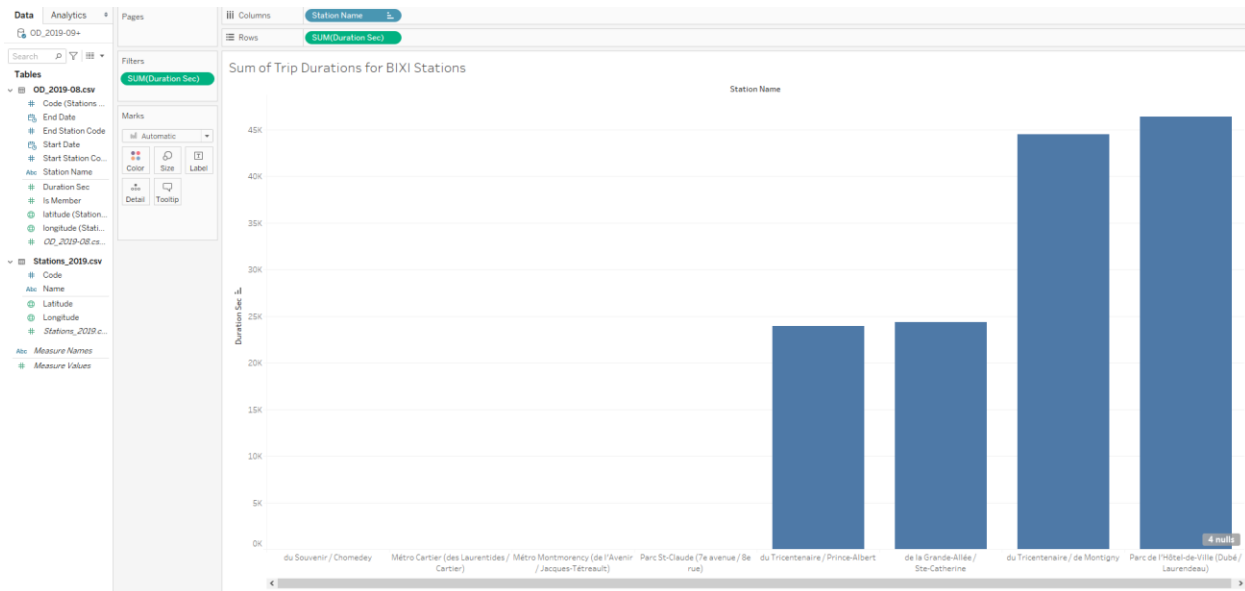 Data
Analytics
OD_2019-09+
Search
Tables
OD_2019-08.csv
# Code (Stations ...
End Date
# End Station Code
Start Date
# Start Station Co...
Abc Station Name
# Duration Sec
# Is Member
latitude (Station...
longitude (Stati...
# OD_2019-08.cs...
Stations_2019.csv
# Code
Abc Name
Latitude
Longitude
# Stations_2019.c...
Abc Measure Names
# Measure Values
Pages
Filters
SUM(Duration Sec)
Marks
Automatic
Color
Size
T
Label
Detail
Tooltip
Columns
Station Name
Rows
SUM(Duration Sec)
Sum of Trip Durations for BIXI Stations
Station Name
Duration Sec
45K
40K
35K
30K
25K
20K
15K
10K
5K
0K
4 nulls
du Souvenir / Chomedey
Métro Cartier (des Laurentides /
Cartier)
Métro Montmorency (de l'Avenir
/ Jacques-Tétreault)
Parc St-Claude (7e avenue / 8e
rue)
du Tricentenaire / Prince-Albert
de la Grande-Allée /
Ste-Catherine
du Tricentenaire / de Montigny
Parc de l'Hôtel-de-Ville (Dubé /
Laurendeau)